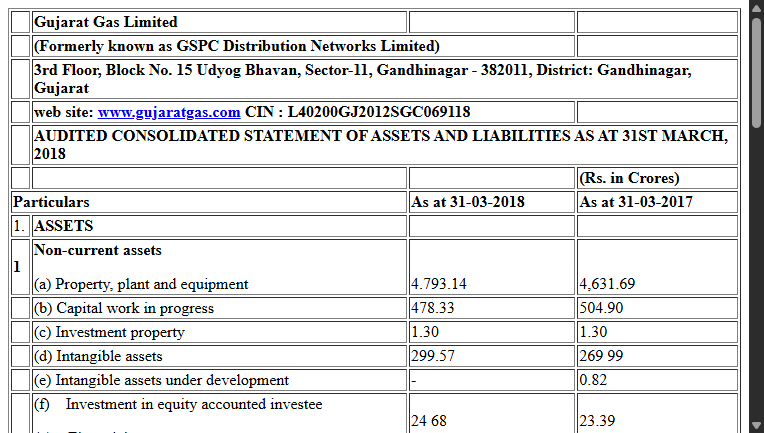 Gujarat Gas Limited
(Formerly known as GSPC Distribution Networks Limited)
3rd Floor, Block No. 15 Udyog Bhavan, Sector-11, Gandhinagar - 382011, District: Gandhinagar,
Gujarat
web site: www.gujaratgas.com CIN : L40200GJ2012SGC069118
AUDITED CONSOLIDATED STATEMENT OF ASSETS AND LIABILITIES AS AT 31ST MARCH,
2018
(Rs. in Crores)
Particulars As at 31-03-2018 As at 31-03-2017
1. ASSETS
1 Non-current assets
(a) Property, plant and equipment 4.793.14 4,631.69
(b) Capital work in progress 478.33 504.90
(c) Investment property 1.30 1.30
(d) Intangible assets 299.57 269 99
(e) Intangible assets under development - 0.82
(f) Investment in equity accounted investee 24 68 23.39